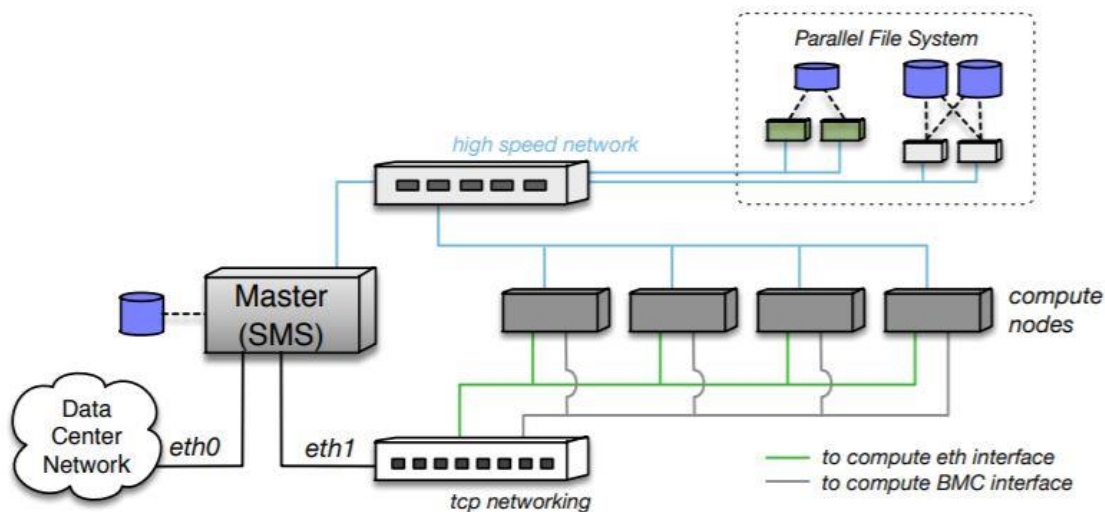 Parallel File System
high speed network
Master
(SMS)
compute
nodes
Data
Center
Network
eth0
eth1
to compute eth interface
to compute BMC interface
tcp networking